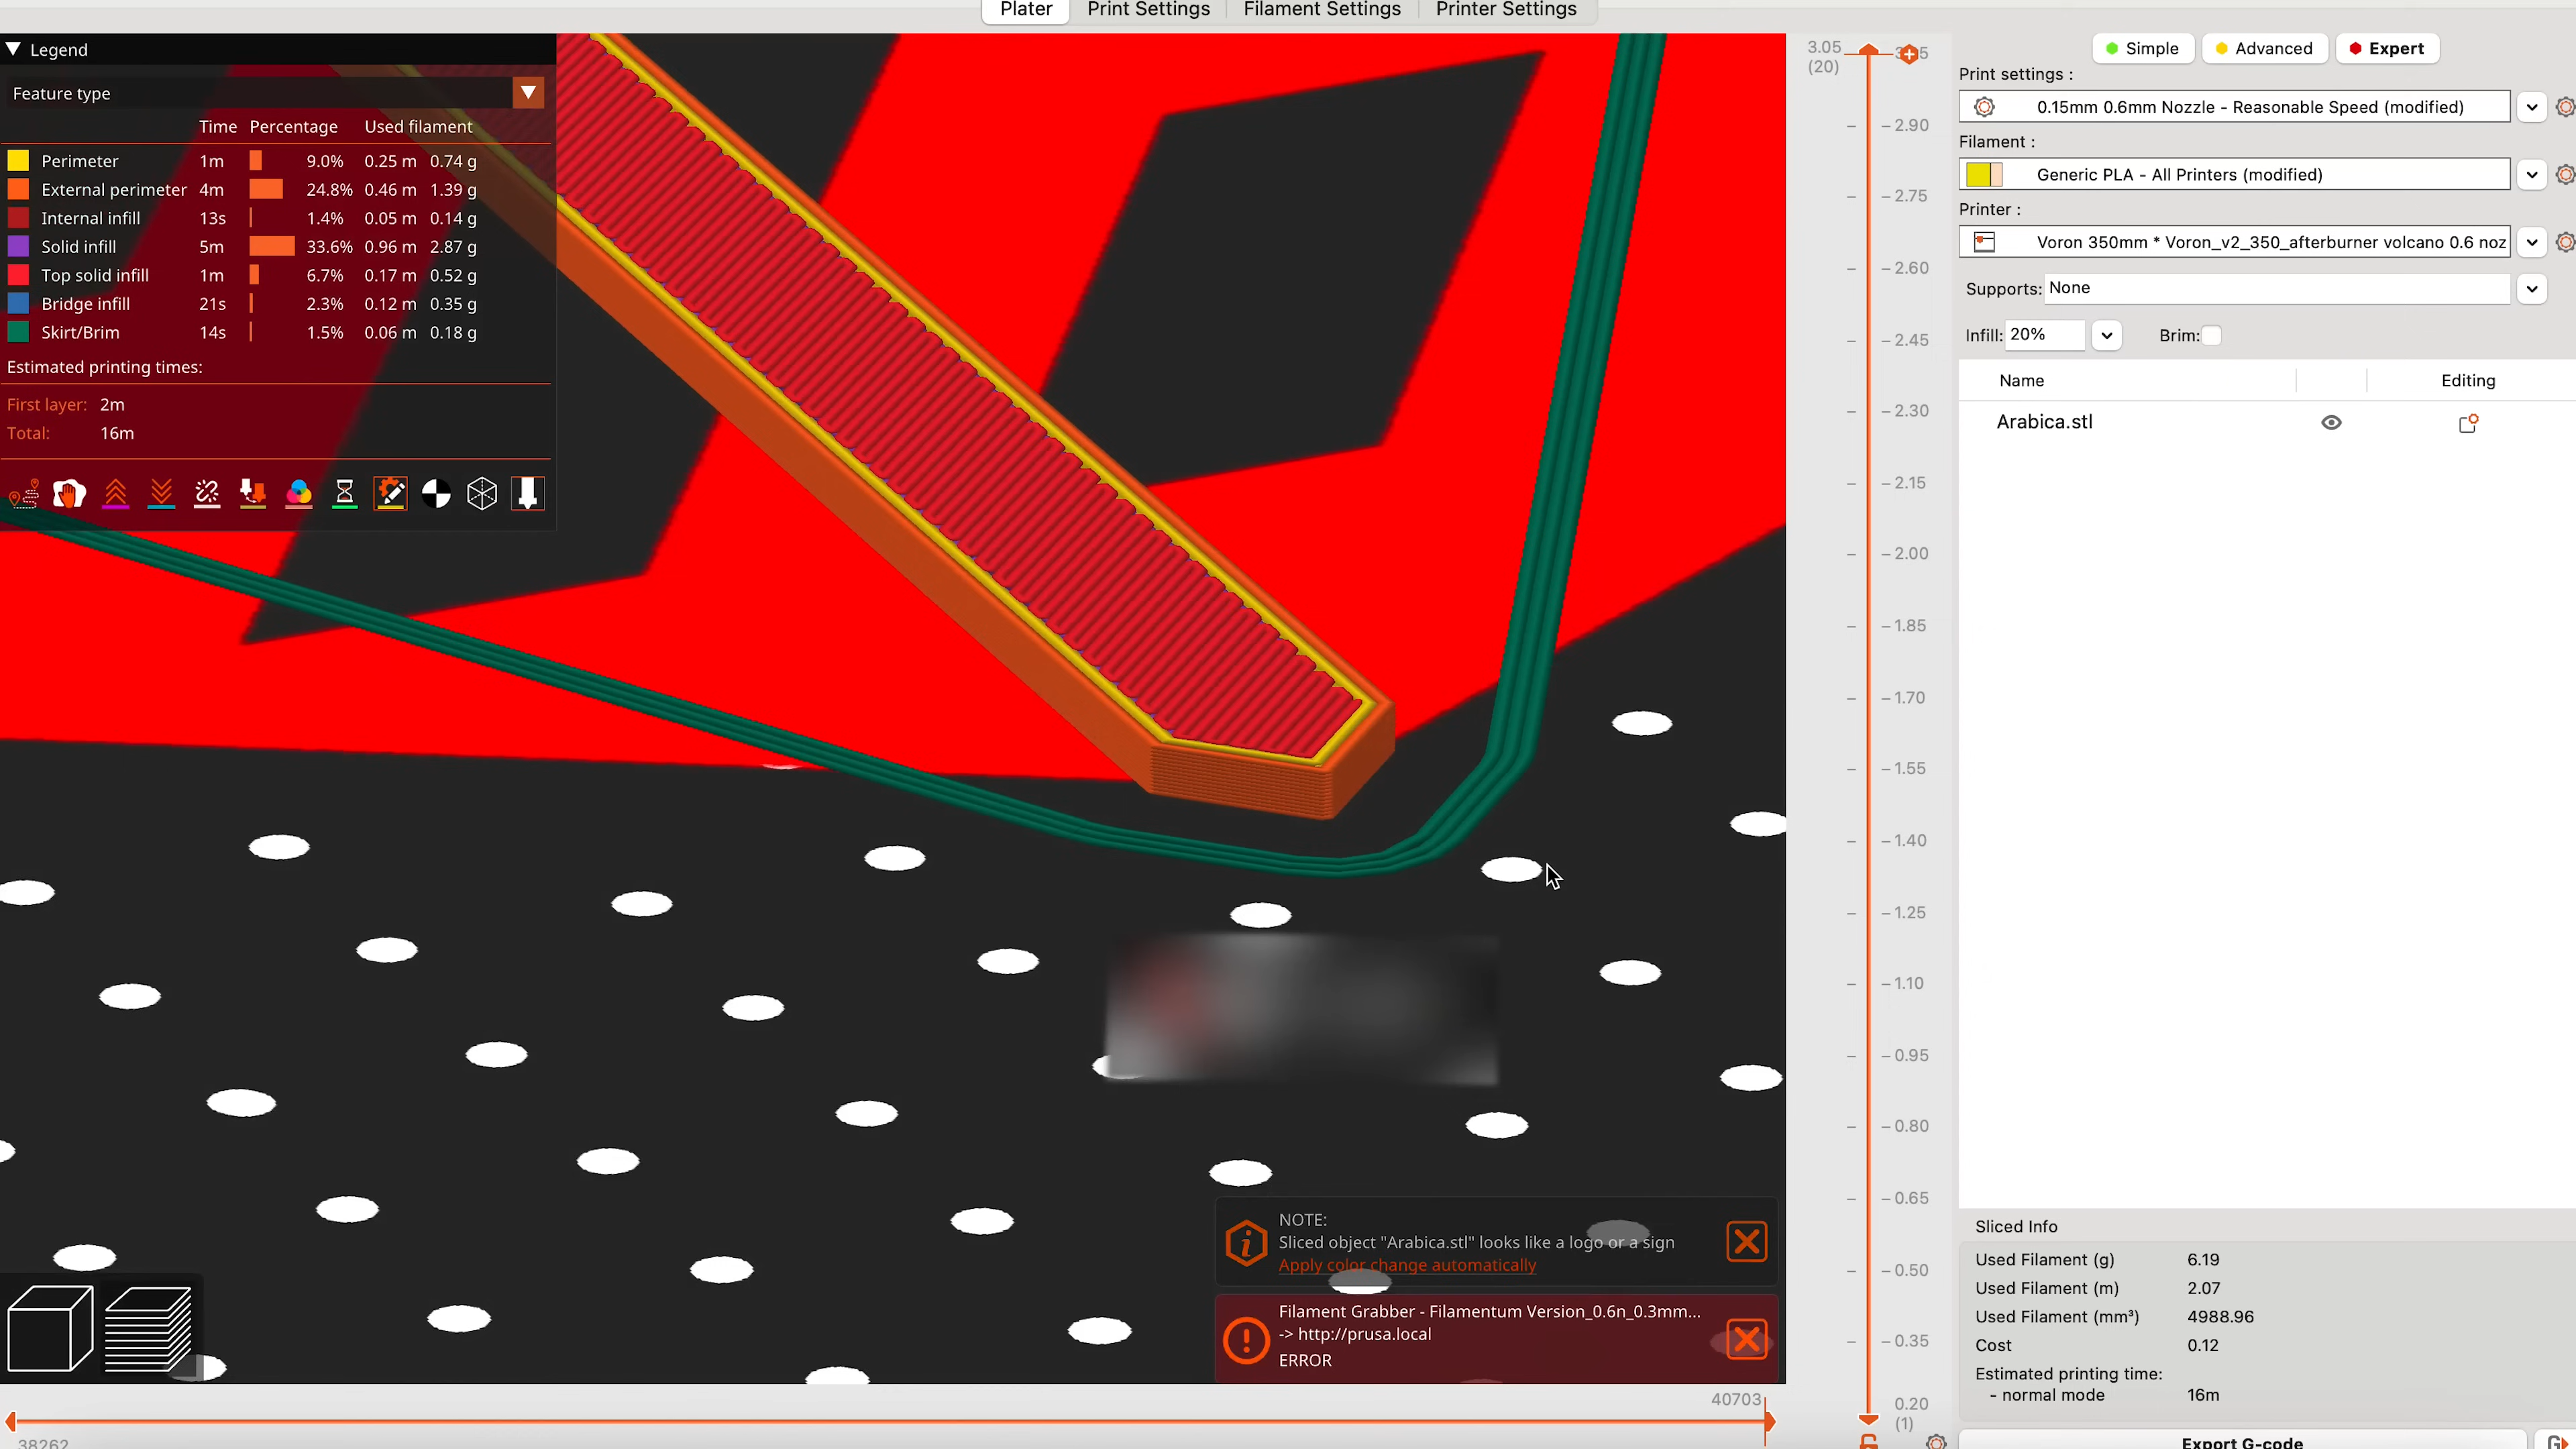 Plater Print Settings Filament Settings Printer Settings
Legend
Feature type
Time Percentage Used filament
Perimeter 1m 9.0% 0.25 m 0.74 g
External perimeter 4m 24.8% 0.46 m 1.39 g
Internal infill 13s 1.4% 0.05 m 0.14 g
Solid infill 5m 33.6% 0.96 m 2.87 g
Top solid infill 1m 6.7% 0.17 m 0.52 g
Bridge infill 21s 2.3% 0.12 m 0.35 g
Skirt/Brim 14s 1.5% 0.06 m 0.18 g
Estimated printing times:
First layer: 2m
Total: 16m
NOTE:
Sliced object "Arabica.stl" looks like a logo or a sign
Apply color change automatically
Filament Grabber - Filamentum Version_0.6n_0.3mm...
-> http://prusa.local
ERROR
40703
38262
3.05
(20)
2.90
2.75
2.60
2.45
2.30
2.15
2.00
1.85
1.70
1.55
1.40
1.25
1.10
0.95
0.80
0.65
0.50
0.35
0.20
(1)
Simple Advanced Expert
Print settings :
0.15mm 0.6mm Nozzle - Reasonable Speed (modified)
Filament :
Generic PLA - All Printers (modified)
Printer :
Voron 350mm * Voron_v2_350_afterburner volcano 0.6 noz
Supports: None
Infill: 20% Brim:
Name Editing
Arabica.stl
Sliced Info
Used Filament (g) 6.19
Used Filament (m) 2.07
Used Filament (mm³) 4988.96
Cost 0.12
Estimated printing time:
- normal mode 16m
Export G-code